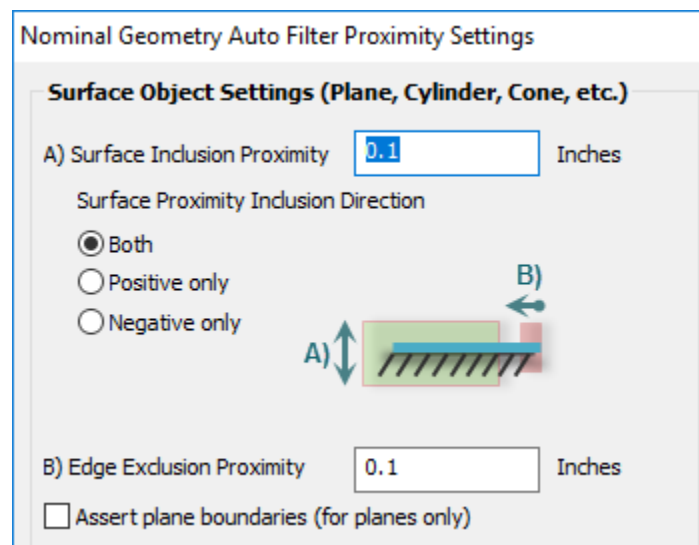 Nominal Geometry Auto Filter Proximity Settings
Surface Object Settings (Plane, Cylinder, Cone, etc.)
A) Surface Inclusion Proximity 0.1 Inches
Surface Proximity Inclusion Direction
Both
Positive only
Negative only
B)
A)
B) Edge Exclusion Proximity 0.1 Inches
Assert plane boundaries (for planes only)